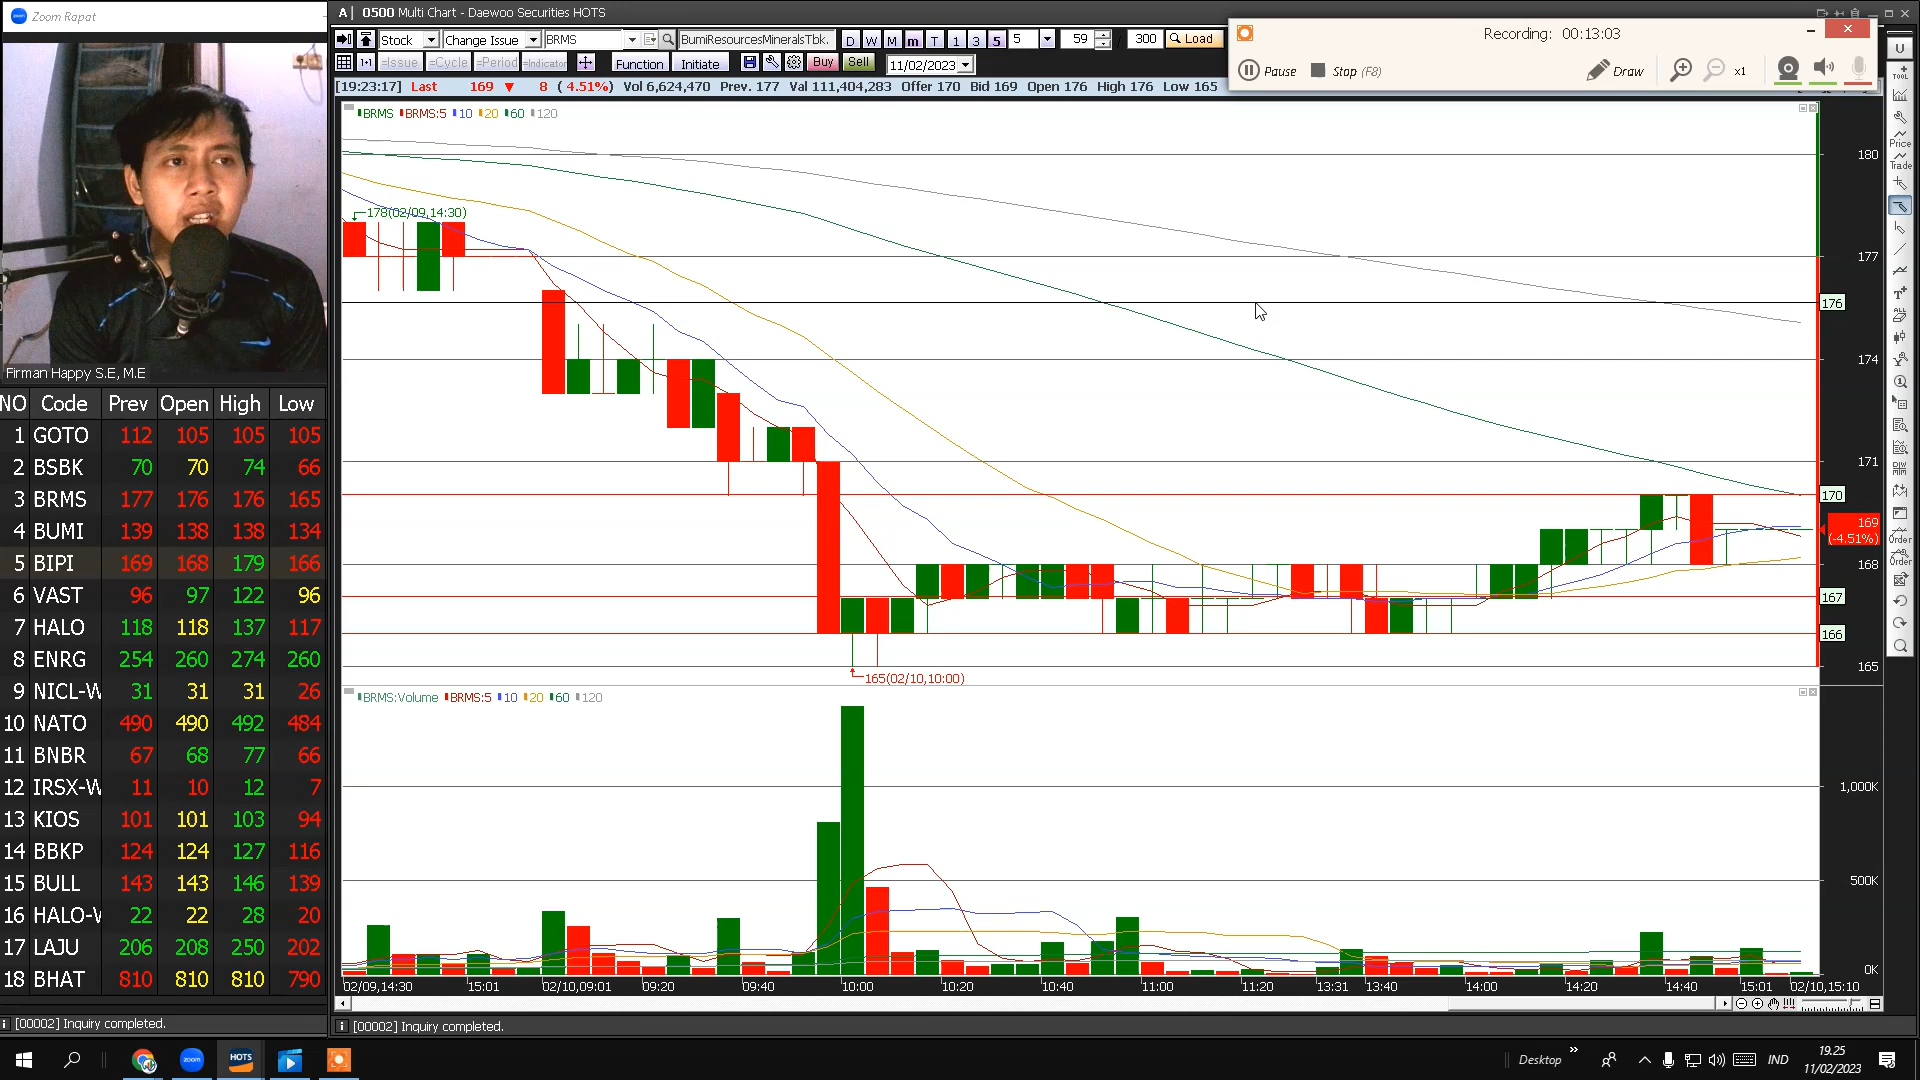 Zoom Rapat
A 0500 Multi Chart - Daewoo Securities HOTS
Stock Change Issue BRMS BumiResourcesMineralsTbk. D W M m T 1 3 5 5 59 300 Load
=Issue =Cycle =Period =Indicator Function Initiate Buy Sell 11/02/2023
Recording: 00:13:03
Pause Stop (F8) Draw x1
[19:23:17] Last 169 ▼ 8 ( 4.51%) Vol 6,624,470 Prev. 177 Val 111,404,283 Offer 170 Bid 169 Open 176 High 176 Low 165
BRMS BRMS:5 10 20 60 120
178(02/09,14:30)
165(02/10,10:00)
180
177
176
174
171
170
169
(-4.51%)
168
167
166
165
BRMS:Volume BRMS:5 10 20 60 120
1,000K
500K
0K
02/09,14:30 15:01 02/10,09:01 09:20 09:40 10:00 10:20 10:40 11:00 11:20 13:31 13:40 14:00 14:20 14:40 15:01 02/10,15:10
Firman Happy S.E, M.E
NO Code Prev Open High Low
1 GOTO 112 105 105 105
2 BSBK 70 70 74 66
3 BRMS 177 176 176 165
4 BUMI 139 138 138 134
5 BIPI 169 168 179 166
6 VAST 96 97 122 96
7 HALO 118 118 137 117
8 ENRG 254 260 274 260
9 NICL-W 31 31 31 26
10 NATO 490 490 492 484
11 BNBR 67 68 77 66
12 IRSX-W 11 10 12 7
13 KIOS 101 101 103 94
14 BBKP 124 124 127 116
15 BULL 143 143 146 139
16 HALO-W 22 22 28 20
17 LAJU 206 208 250 202
18 BHAT 810 810 810 790
[00002] Inquiry completed.
[00002] Inquiry completed.
U
TOOL
Price
Trade
Order
Order
zoom HOTS
Desktop » IND 19.25
11/02/2023